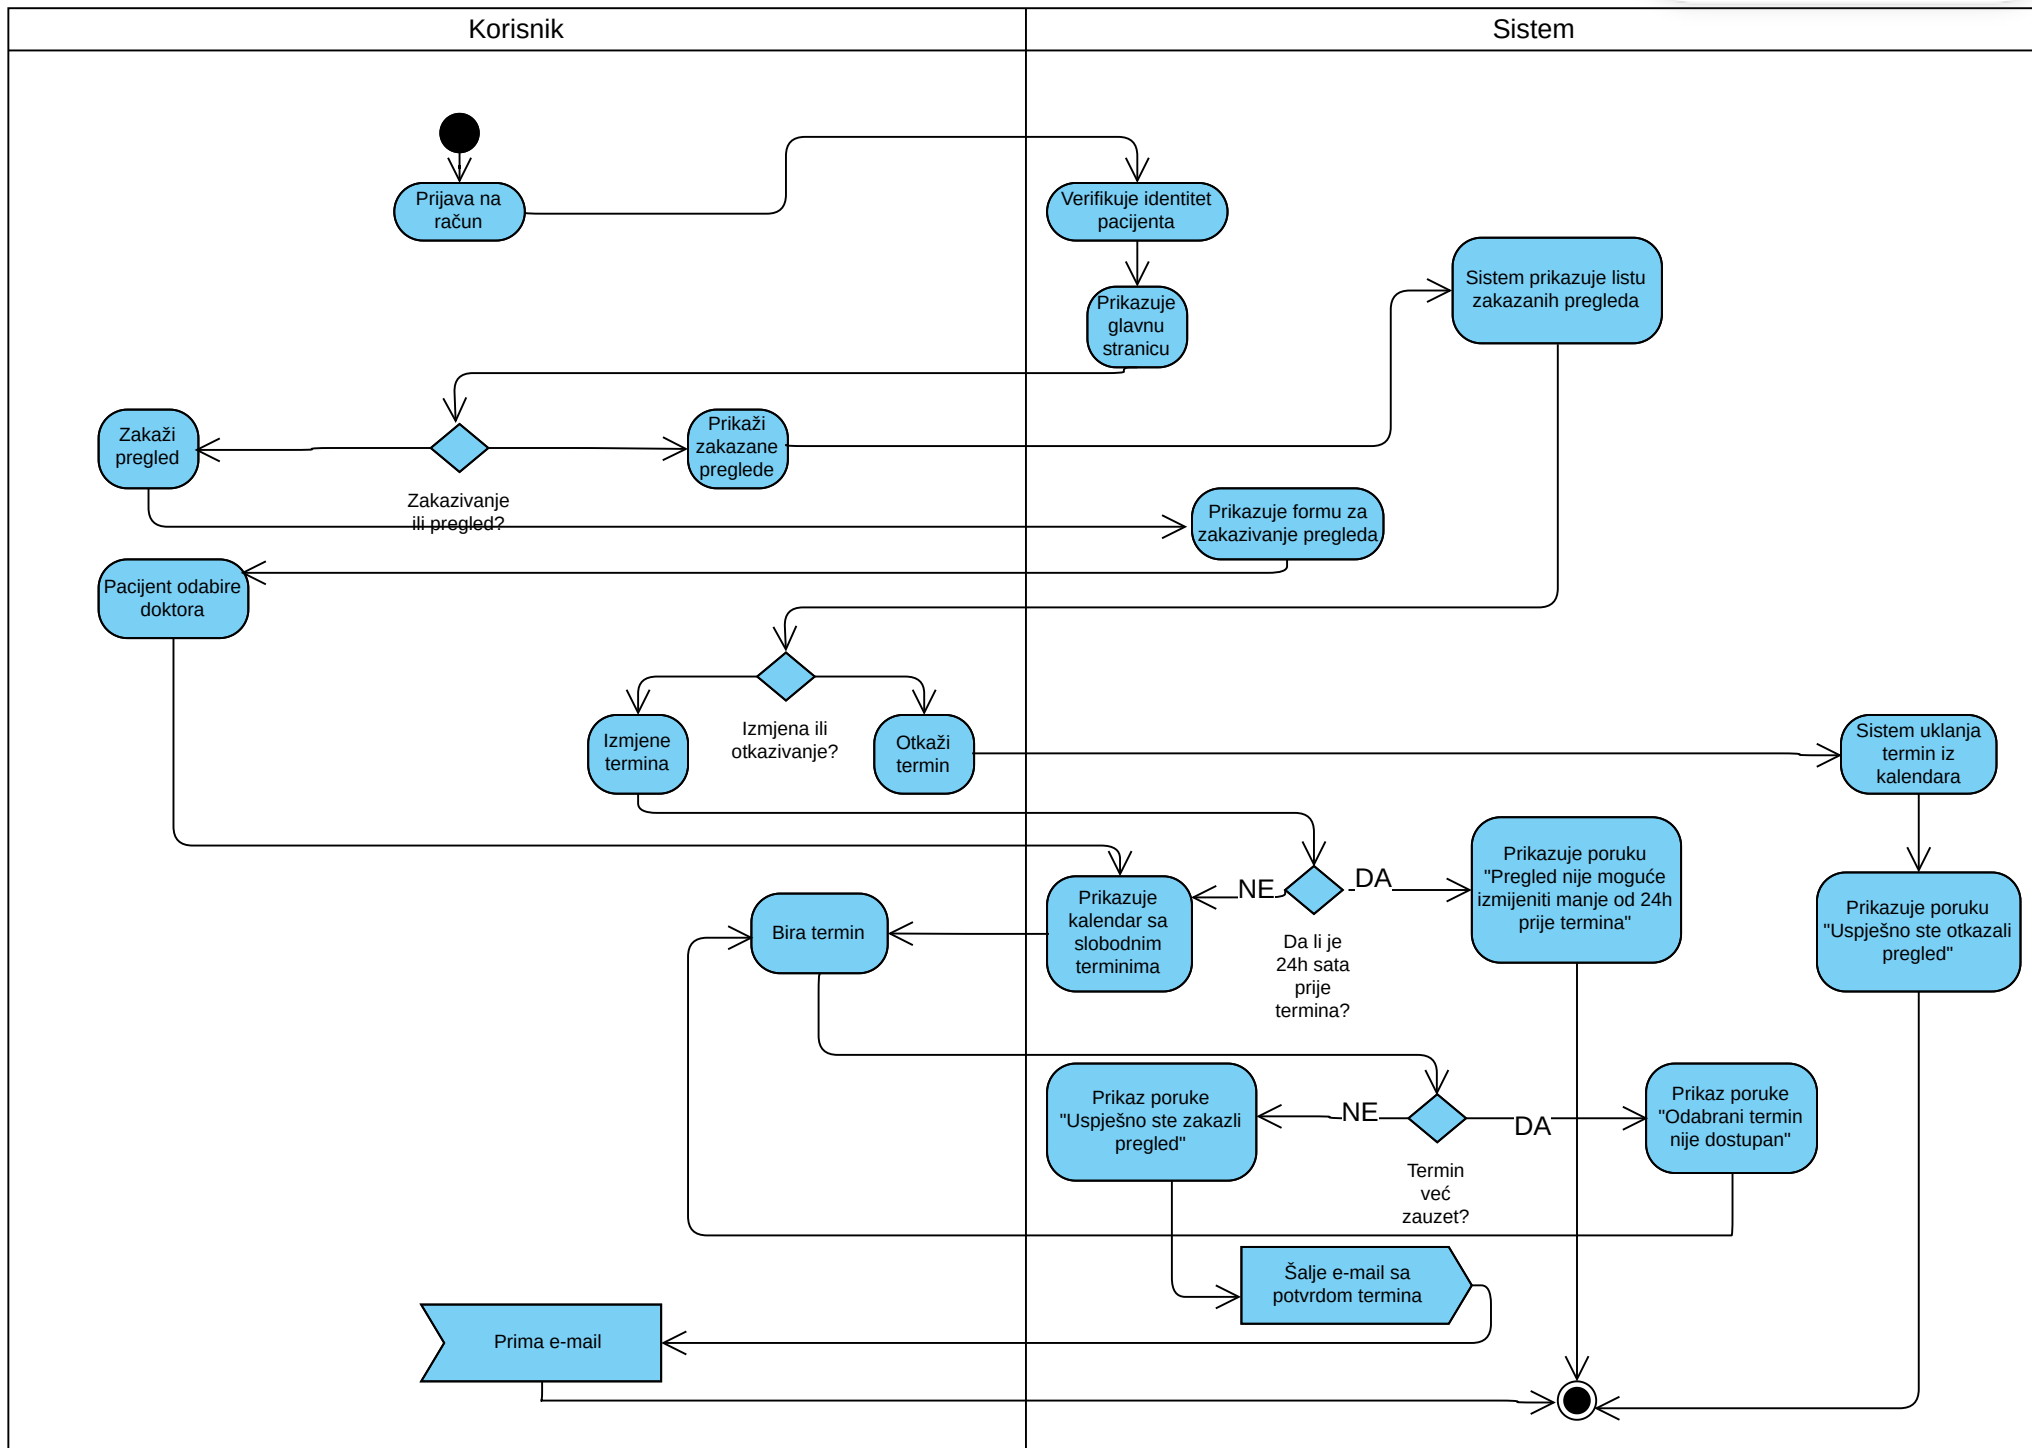 Korisnik
Sistem
Prijava na
račun
Verifikuje identitet
pacijenta
Sistem prikazuje listu
zakazanih pregleda
Prikazuje
glavnu
stranicu
Zakaži
pregled
Prikaži
zakazane
preglede
Zakazivanje
ili pregled?
Prikazuje formu za
zakazivanje pregleda
Pacijent odabire
doktora
Izmjene
termina
Izmjena ili
otkazivanje?
Otkaži
termin
Sistem uklanja
termin iz
kalendara
Prikazuje
kalendar sa
slobodnim
terminima
NE
DA
Da li je
24h sata
prije
termina?
Prikazuje poruku
"Pregled nije moguće
izmijeniti manje od 24h
prije termina"
Prikazuje poruku
"Uspješno ste otkazali
pregled"
Bira termin
Prikaz poruke
"Uspješno ste zakazli
pregled"
NE
DA
Termin
već
zauzet?
Prikaz poruke
"Odabrani termin
nije dostupan"
Šalje e-mail sa
potvrdom termina
Prima e-mail